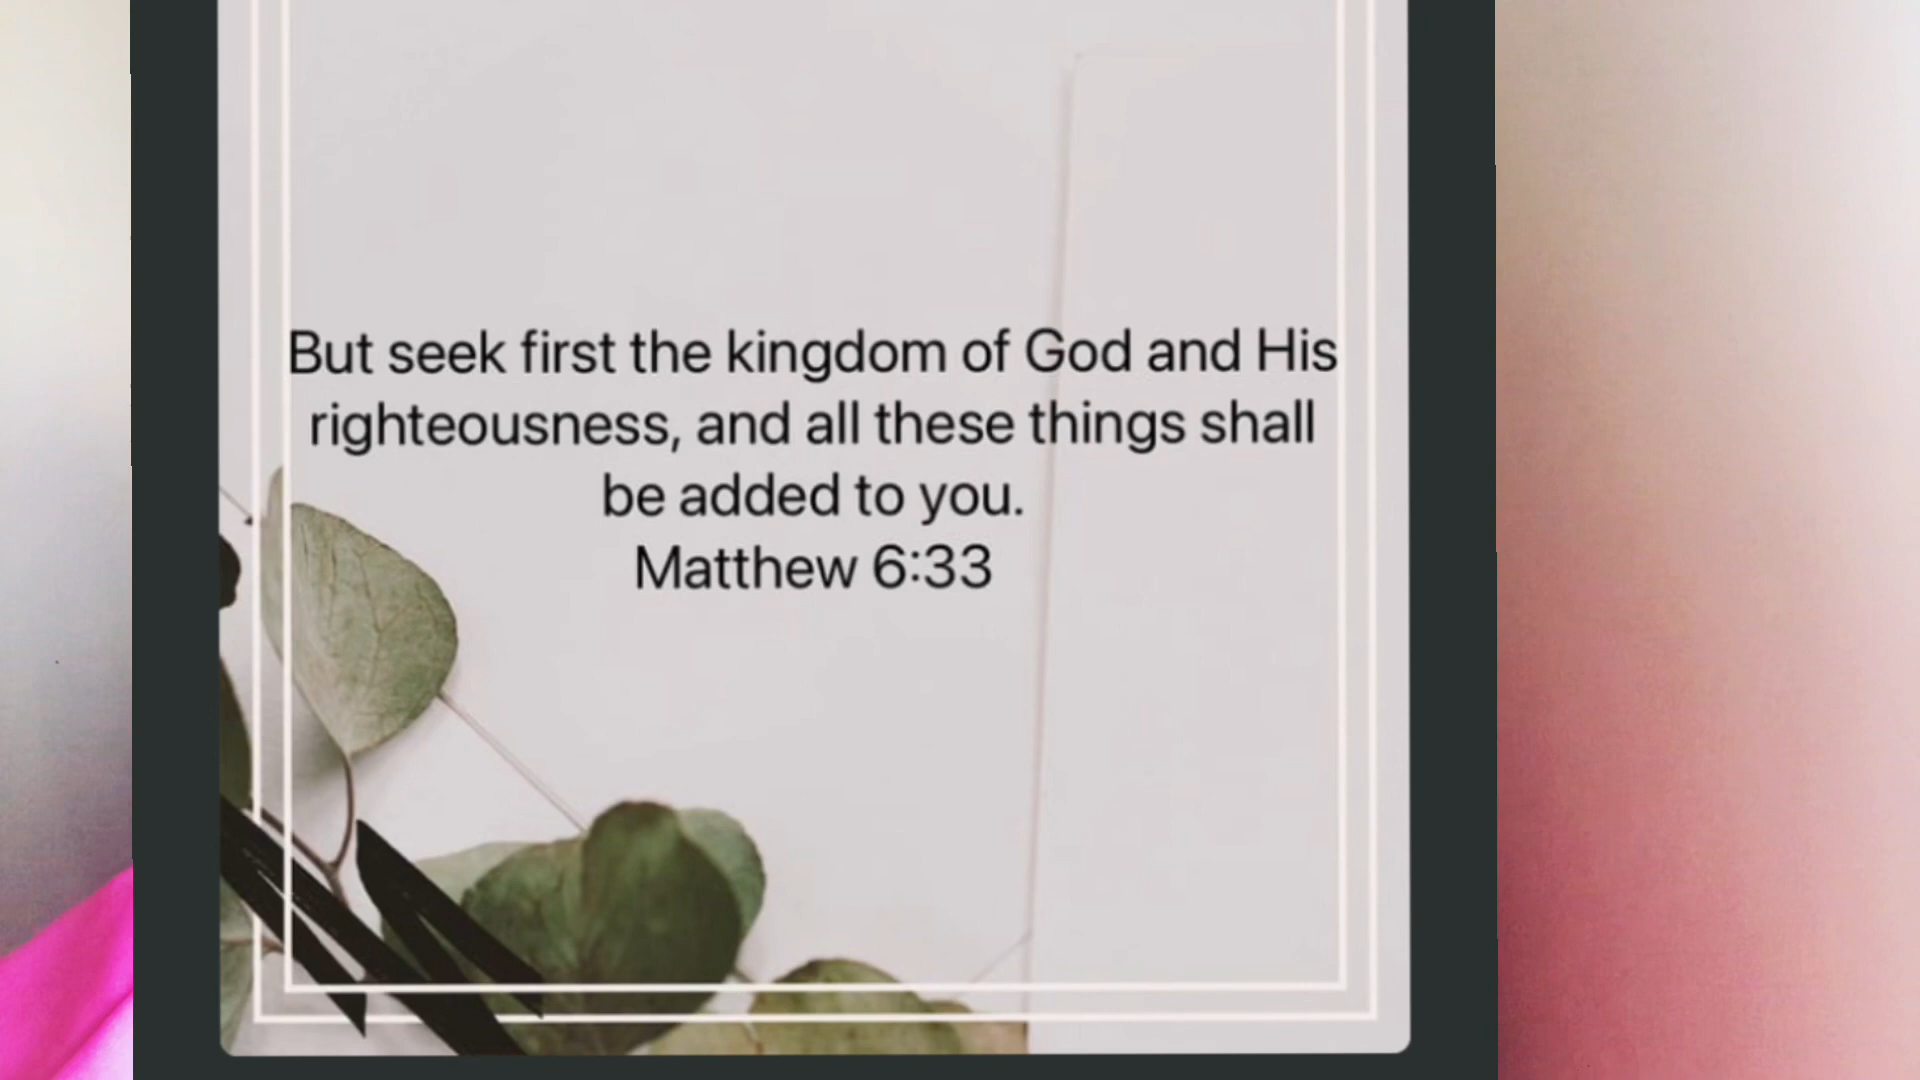 But seek first the kingdom of God and His
righteousness, and all these things shall
be added to you.
Matthew 6:33